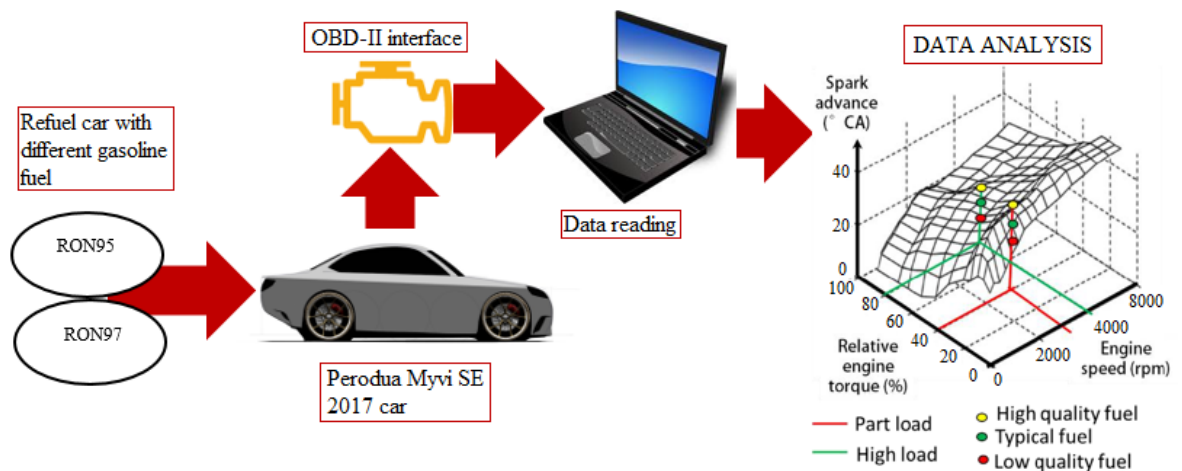 OBD-II interface
DATA ANALYSIS
Refuel car with
different gasoline
fuel
RON95
RON97
Perodua Myvi SE
2017 car
Data reading
Spark
advance
(° CA)
40
20
0
100
80
60
40
20
0
0
2000
4000
8000
Relative
engine
torque (%)
Engine
speed (rpm)
Part load
High load
High quality fuel
Typical fuel
Low quality fuel